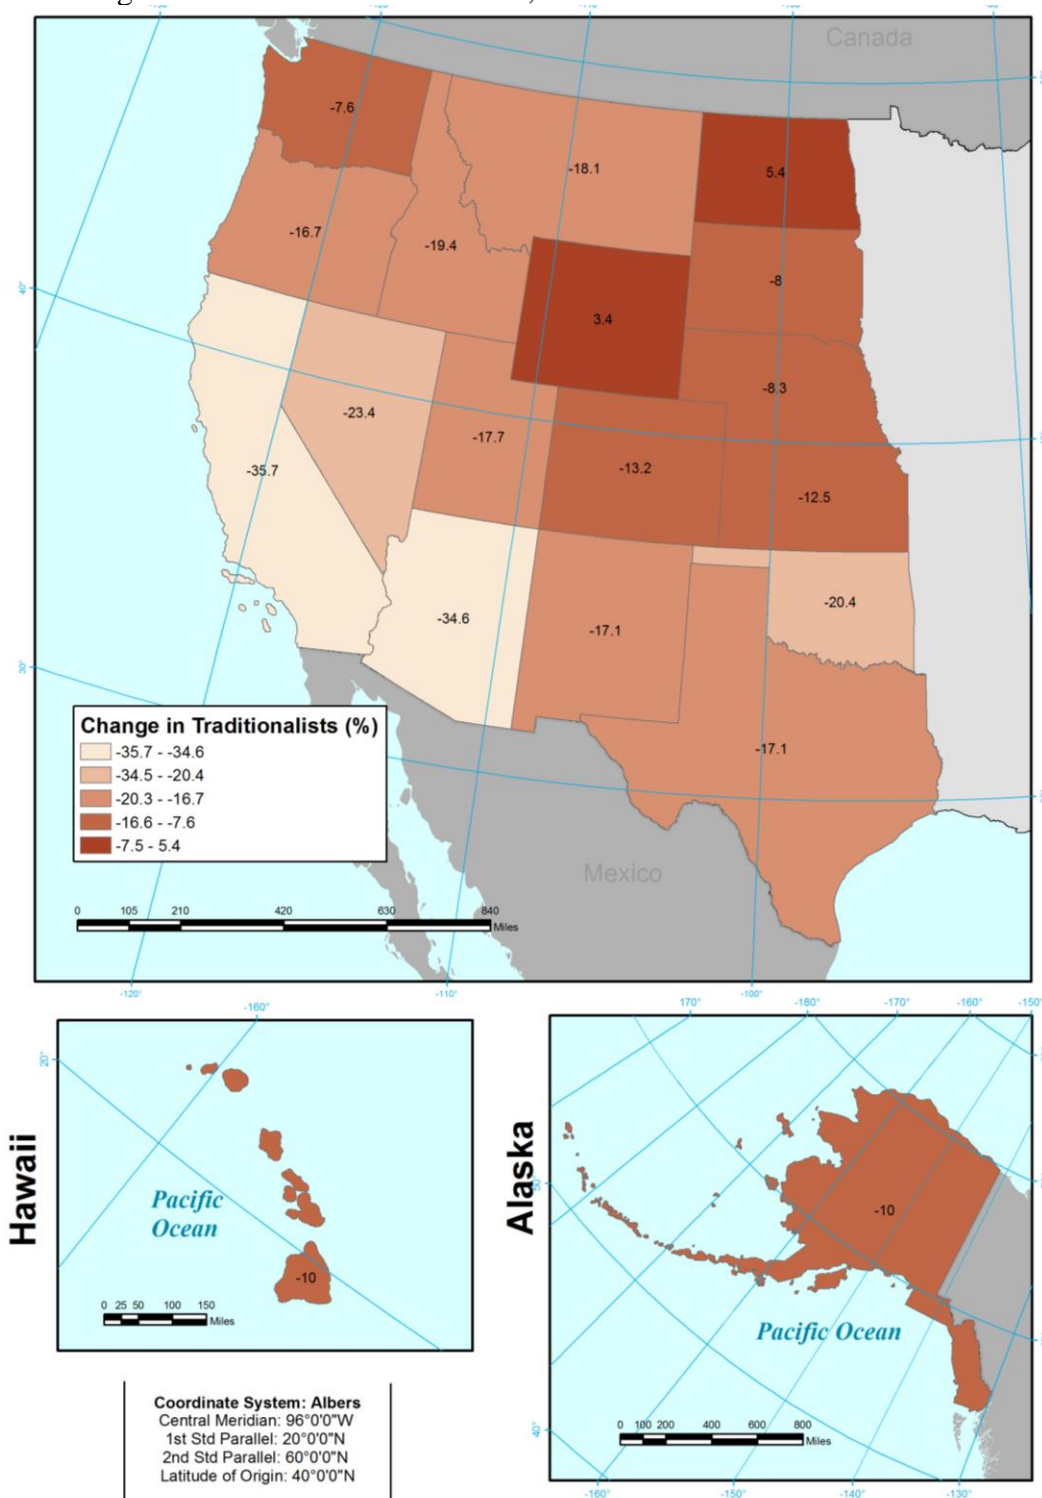 -120
-110
-100
Canada
-7.6
-18.1
5.4
-16.7
-19.4
-8
40°
3.4
-8.3
-23.4
-17.7
-35.7
-13.2
-12.5
-34.6
-17.1
-20.4
30°
-17.1
Change in Traditionalists (%)
-35.7 - -34.6
-34.5 - -20.4
-20.3 - -16.7
-16.6 - -7.6
-7.5 - 5.4
Mexico
0 105 210 420 630 840
Miles
-120° -110° -100°
-160°
170° -180° -170° -160° -150°
20°
Hawaii
Pacific
Ocean
-10
0 25 50 100 150
Miles
Alaska
-10
Pacific Ocean
40°
0 100 200 400 600 800
Miles
-160° -150° -140° -130°
Coordinate System: Albers
Central Meridian: 96°0'0"W
1st Std Parallel: 20°0'0"N
2nd Std Parallel: 60°0'0"N
Latitude of Origin: 40°0'0"N